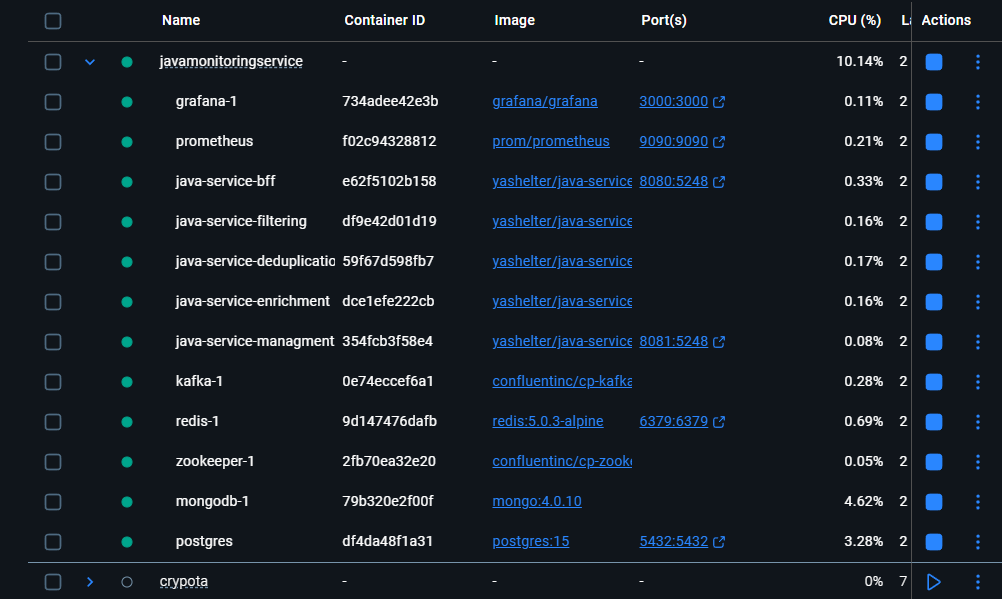 Name Container ID Image Port(s) CPU (%) La Actions
javamonitoringservice - - - 10.14% 2
grafana-1 734adee42e3b grafana/grafana 3000:3000 0.11% 2
prometheus f02c94328812 prom/prometheus 9090:9090 0.21% 2
java-service-bff e62f5102b158 yashelter/java-service 8080:5248 0.33% 2
java-service-filtering df9e42d01d19 yashelter/java-service 0.16% 2
java-service-deduplicatio 59f67d598fb7 yashelter/java-service 0.17% 2
java-service-enrichment dce1efe222cb yashelter/java-service 0.16% 2
java-service-managment 354fcb3f58e4 yashelter/java-service 8081:5248 0.08% 2
kafka-1 0e74eccef6a1 confluentinc/cp-kafka 0.28% 2
redis-1 9d147476dafb redis:5.0.3-alpine 6379:6379 0.69% 2
zookeeper-1 2fb70ea32e20 confluentinc/cp-zooke 0.05% 2
mongodb-1 79b320e2f00f mongo:4.0.10 4.62% 2
postgres df4da48f1a31 postgres:15 5432:5432 3.28% 2
crypota - - - 0% 7